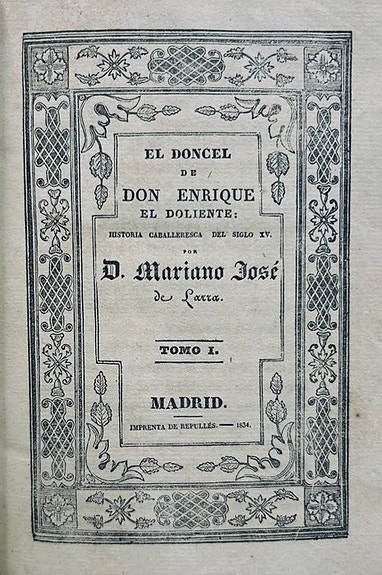 EL DONCEL
DE
DON ENRIQUE
EL DOLIENTE:
HISTORIA CABALLERESCA DEL SIGLO XV.
POR
D. Mariano José
de Larra.
TOMO I.
MADRID.
IMPRENTA DE REPULLÉS.—1834.